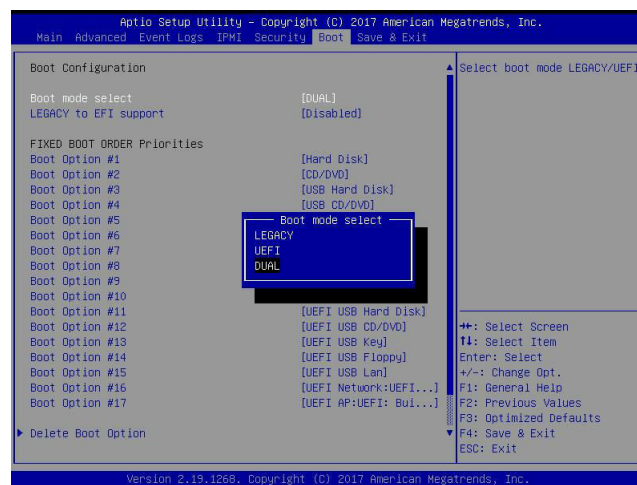 Aptio Setup Utility – Copyright (C) 2017 American Megatrends, Inc.
Main Advanced Event Logs IPMI Security Boot Save & Exit
Boot Configuration
Boot mode select [DUAL]
LEGACY to EFI support [Disabled]
FIXED BOOT ORDER Priorities
Boot Option #1 [Hard Disk]
Boot Option #2 [CD/DVD]
Boot Option #3 [USB Hard Disk]
Boot Option #4 [USB CD/DVD]
Boot Option #5
Boot Option #6
Boot Option #7
Boot Option #8
Boot Option #9
Boot Option #10
Boot Option #11 [UEFI USB Hard Disk]
Boot Option #12 [UEFI USB CD/DVD]
Boot Option #13 [UEFI USB Key]
Boot Option #14 [UEFI USB Floppy]
Boot Option #15 [UEFI USB Lan]
Boot Option #16 [UEFI Network:UEFI...]
Boot Option #17 [UEFI AP:UEFI: Bui...]
Delete Boot Option
Boot mode select
LEGACY
UEFI
DUAL
Select boot mode LEGACY/UEFI
→←: Select Screen
↑↓: Select Item
Enter: Select
+/-: Change Opt.
F1: General Help
F2: Previous Values
F3: Optimized Defaults
F4: Save & Exit
ESC: Exit
Version 2.19.1268. Copyright (C) 2017 American Megatrends, Inc.